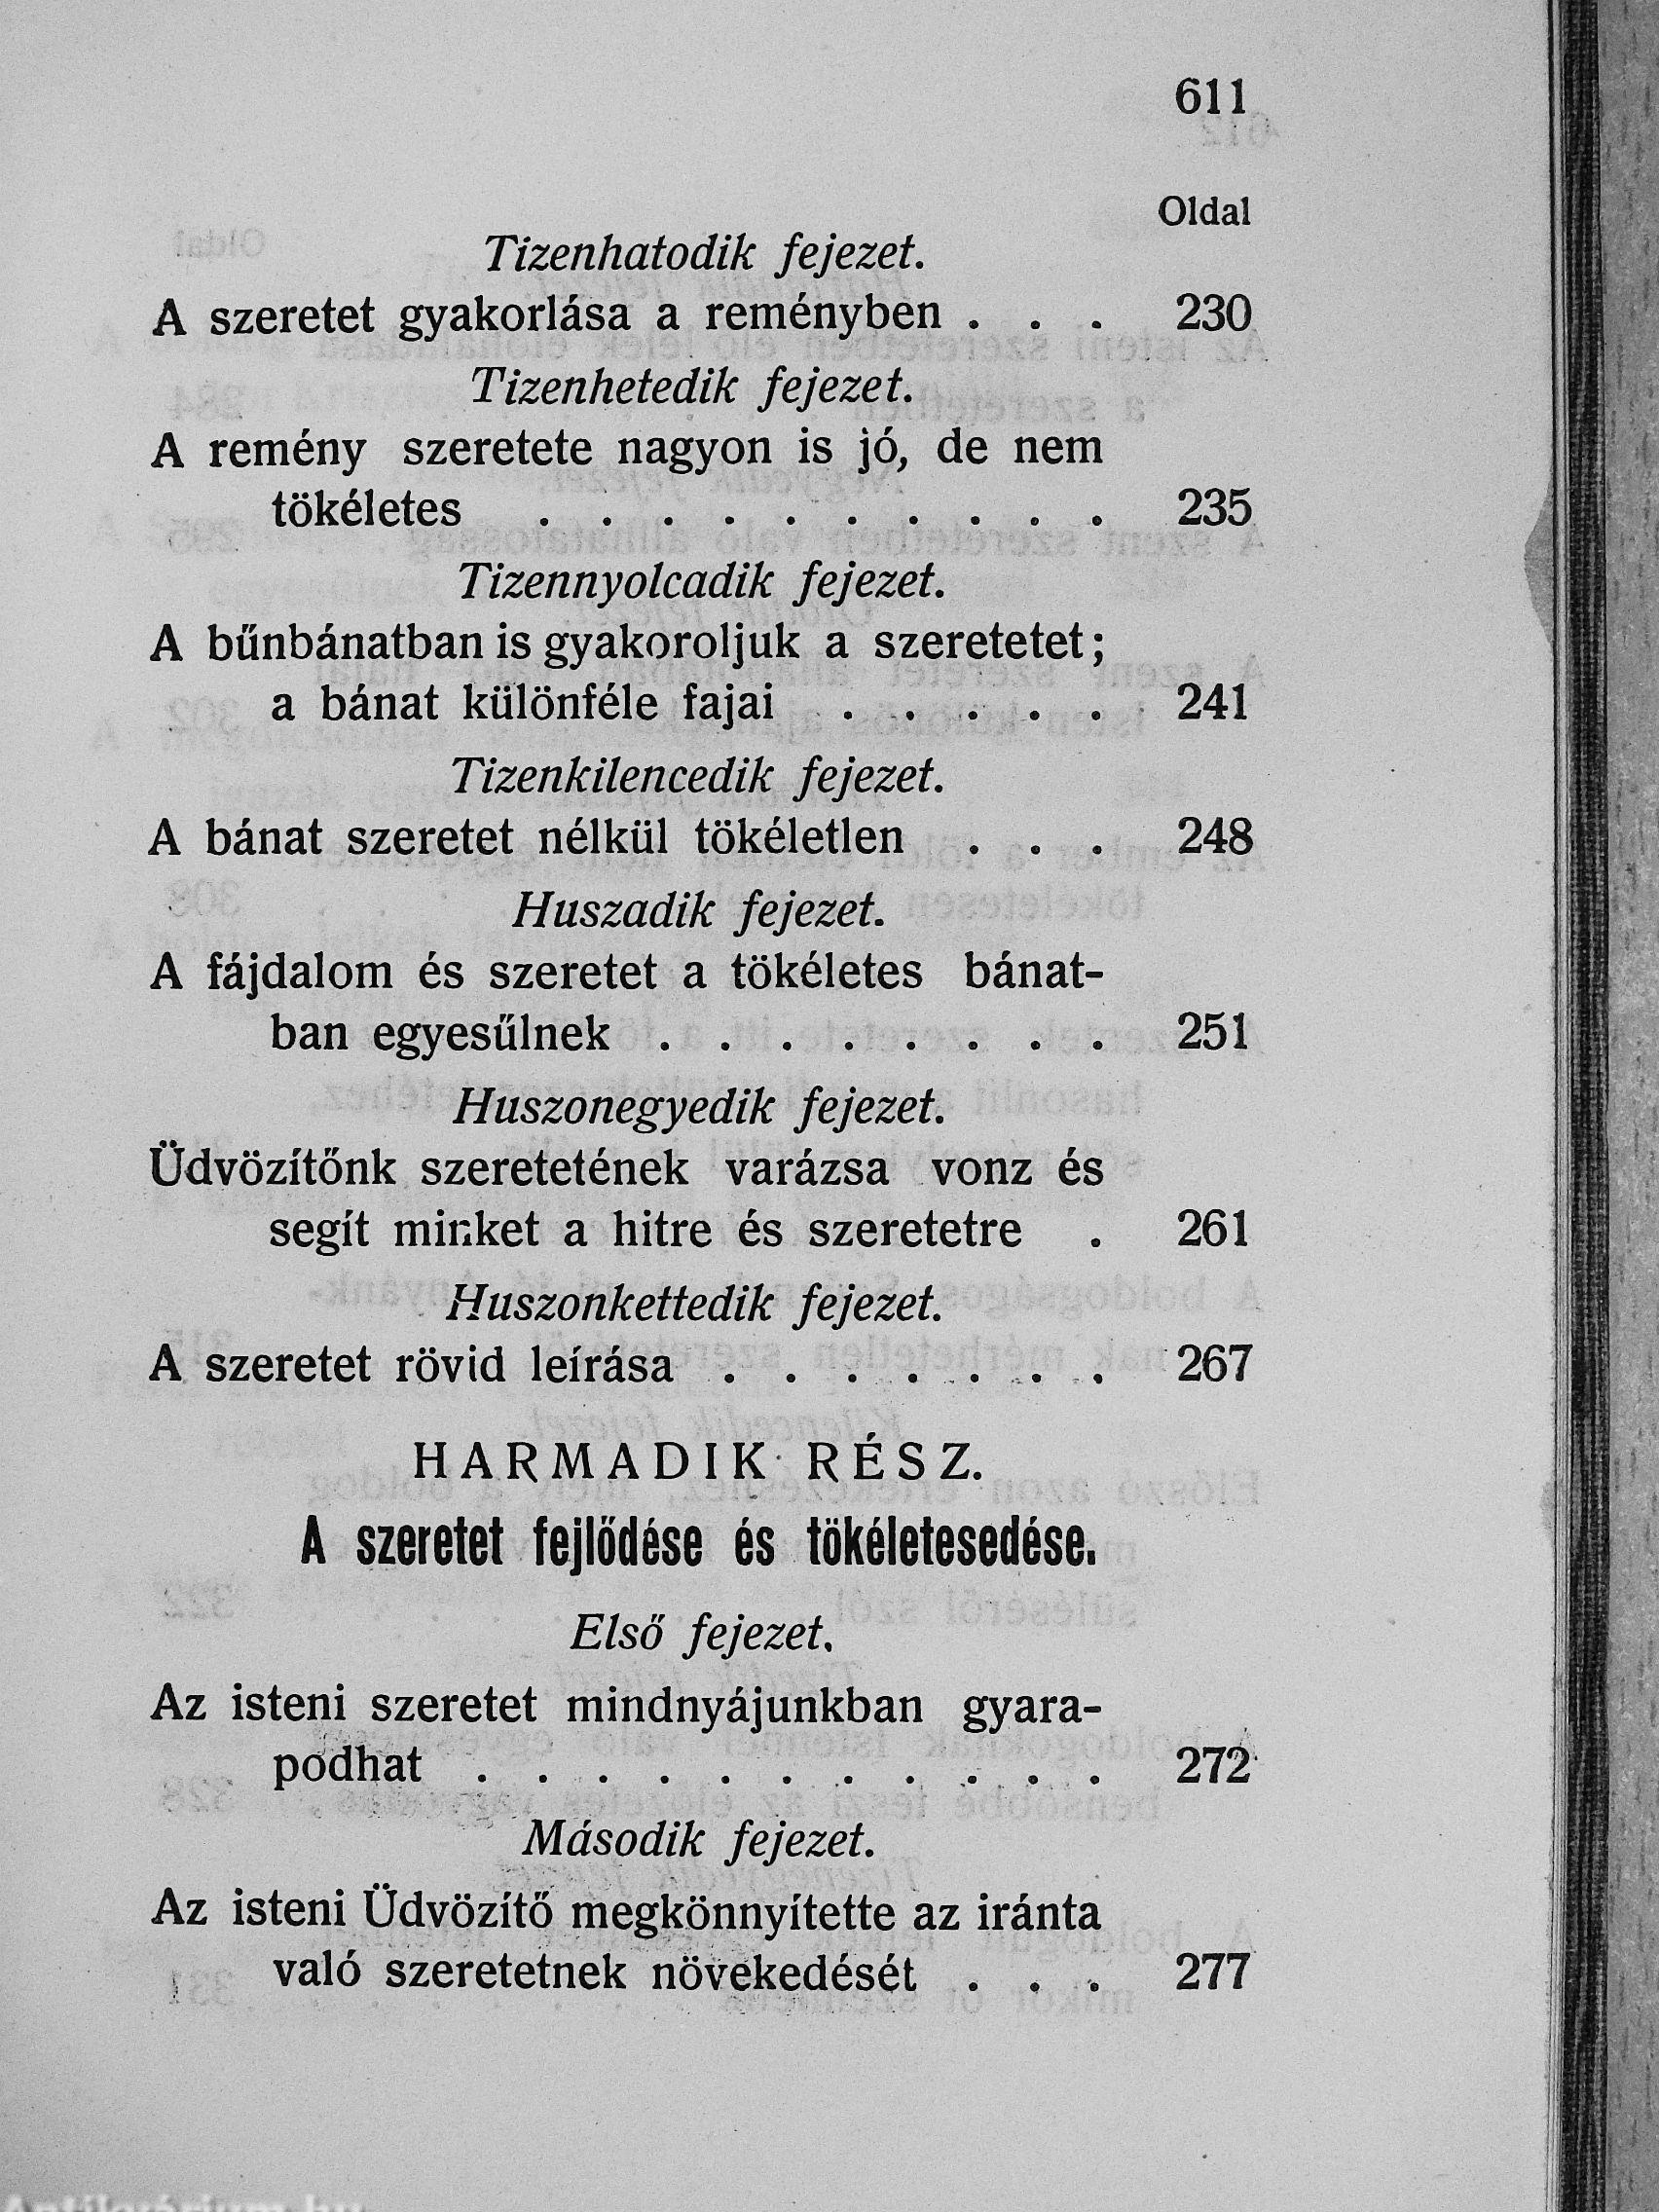 611
Oldal
Tizenhatodik fejezet.
A szeretet gyakorlása a reményben . . . 230
Tizenhetedik fejezet.
A remény szeretete nagyon is jó, de nem
tökéletes . . . . . . . . . . 235
Tizennyolcadik fejezet.
A bűnbánatban is gyakoroljuk a szeretetet;
a bánat különféle fajai . . . . . 241
Tizenkilencedik fejezet.
A bánat szeretet nélkül tökéletlen . . . 248
Huszadik fejezet.
A fájdalom és szeretet a tökéletes bánat-
ban egyesűlnek . . . . . . . . 251
Huszonegyedik fejezet.
Üdvözítőnk szeretetének varázsa vonz és
segít minket a hitre és szeretetre . 261
Huszonkettedik fejezet.
A szeretet rövid leírása . . . . . . . 267
HARMADIK RÉSZ.
A szeretet fejlődése és tökéletesedése.
Első fejezet.
Az isteni szeretet mindnyájunkban gyara-
podhat . . . . . . . . . . . 272
Második fejezet.
Az isteni Üdvözítő megkönnyítette az iránta
való szeretetnek növekedését . . . 277